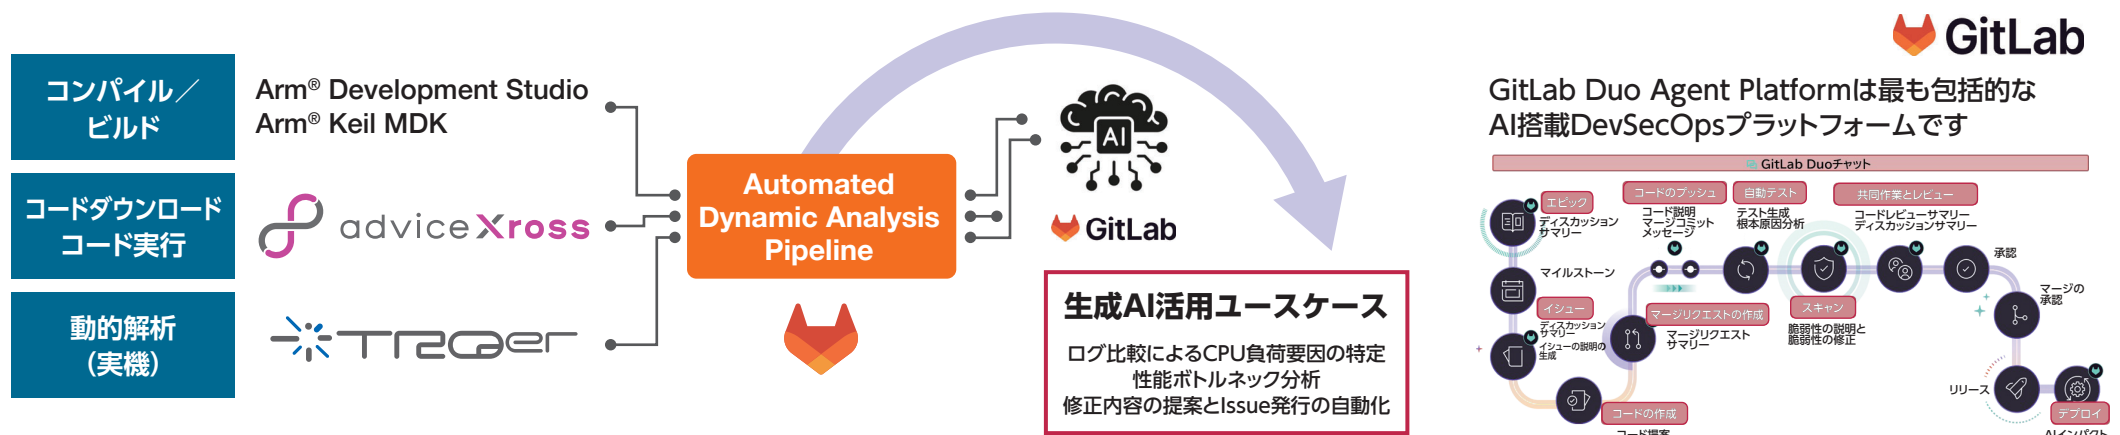 コンパイル／
ビルド
Arm® Development Studio
Arm® Keil MDK
コードダウンロード
コード実行
adviceXross
動的解析
（実機）
TRQer
Automated
Dynamic Analysis
Pipeline
AI
GitLab
生成AI活用ユースケース
ログ比較によるCPU負荷要因の特定
性能ボトルネック分析
修正内容の提案とIssue発行の自動化
GitLab
GitLab Duo Agent Platformは最も包括的な
AI搭載DevSecOpsプラットフォームです
GitLab Duoチャット
エピック
ディスカッション
サマリー
マイルストーン
イシュー
ディスカッション
サマリー
イシューの説明の
生成
コードの作成
コード提案
マージリクエストの作成
マージリクエスト
サマリー
コードのプッシュ
コード説明
マージコミット
メッセージ
自動テスト
テスト生成
根本原因分析
スキャン
脆弱性の説明と
脆弱性の修正
共同作業とレビュー
コードレビューサマリー
ディスカッションサマリー
承認
マージの
承認
リリース
デプロイ
AIインパクト